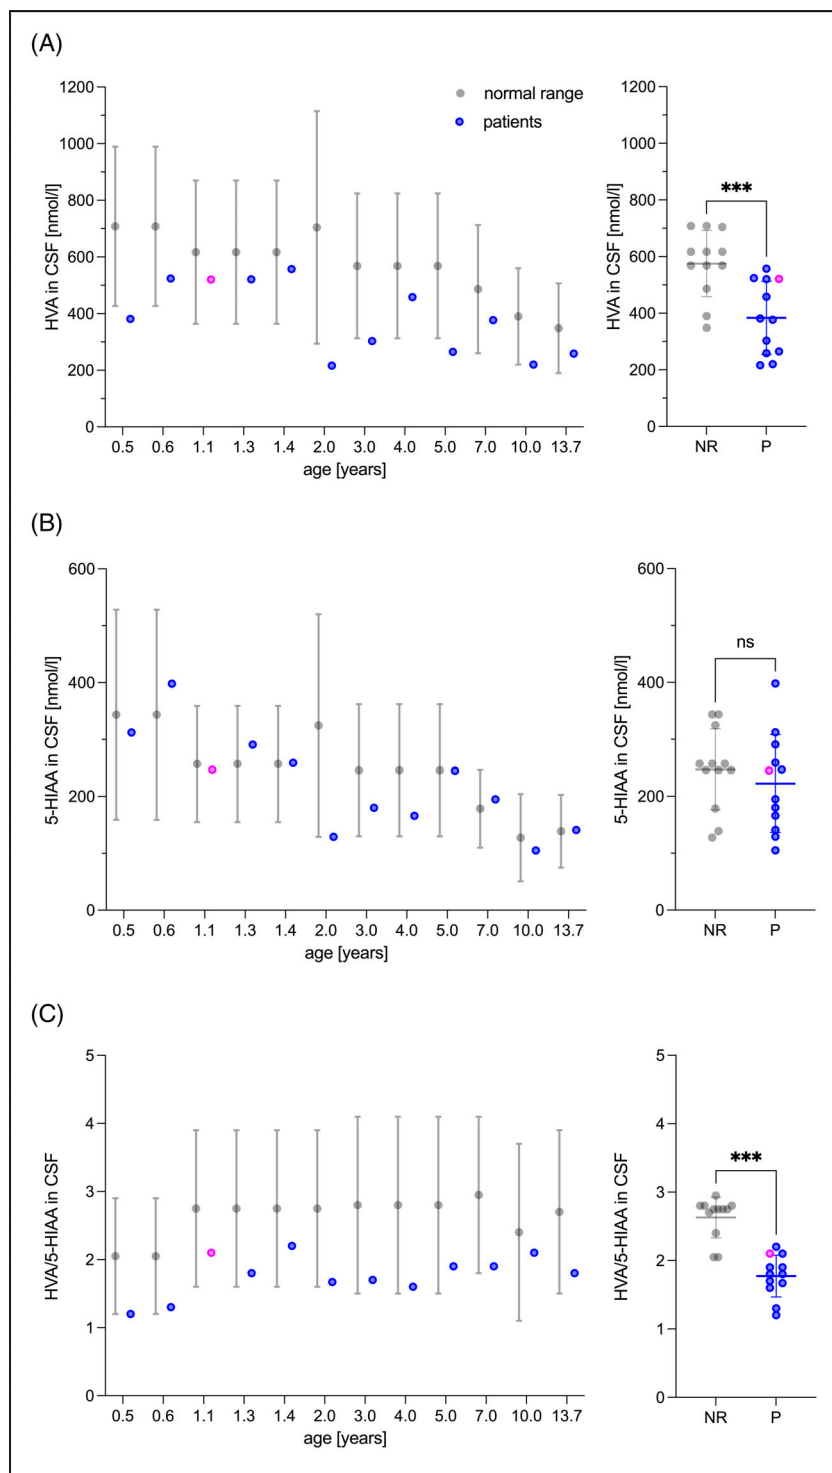 (A)
1200
1000
800
600
400
200
0
HVA in CSF [nmol/l]
normal range
patients
0.5 0.6 1.1 1.3 1.4 2.0 3.0 4.0 5.0 7.0 10.0 13.7
age [years]
1200
1000
800
600
400
200
0
HVA in CSF [nmol/l]
***
NR P
(B)
600
400
200
0
5-HIAA in CSF [nmol/l]
0.5 0.6 1.1 1.3 1.4 2.0 3.0 4.0 5.0 7.0 10.0 13.7
age [years]
600
400
200
0
5-HIAA in CSF [nmol/l]
ns
NR P
(C)
5
4
3
2
1
0
HVA/5-HIAA in CSF
0.5 0.6 1.1 1.3 1.4 2.0 3.0 4.0 5.0 7.0 10.0 13.7
age [years]
5
4
3
2
1
0
HVA/5-HIAA in CSF
***
NR P